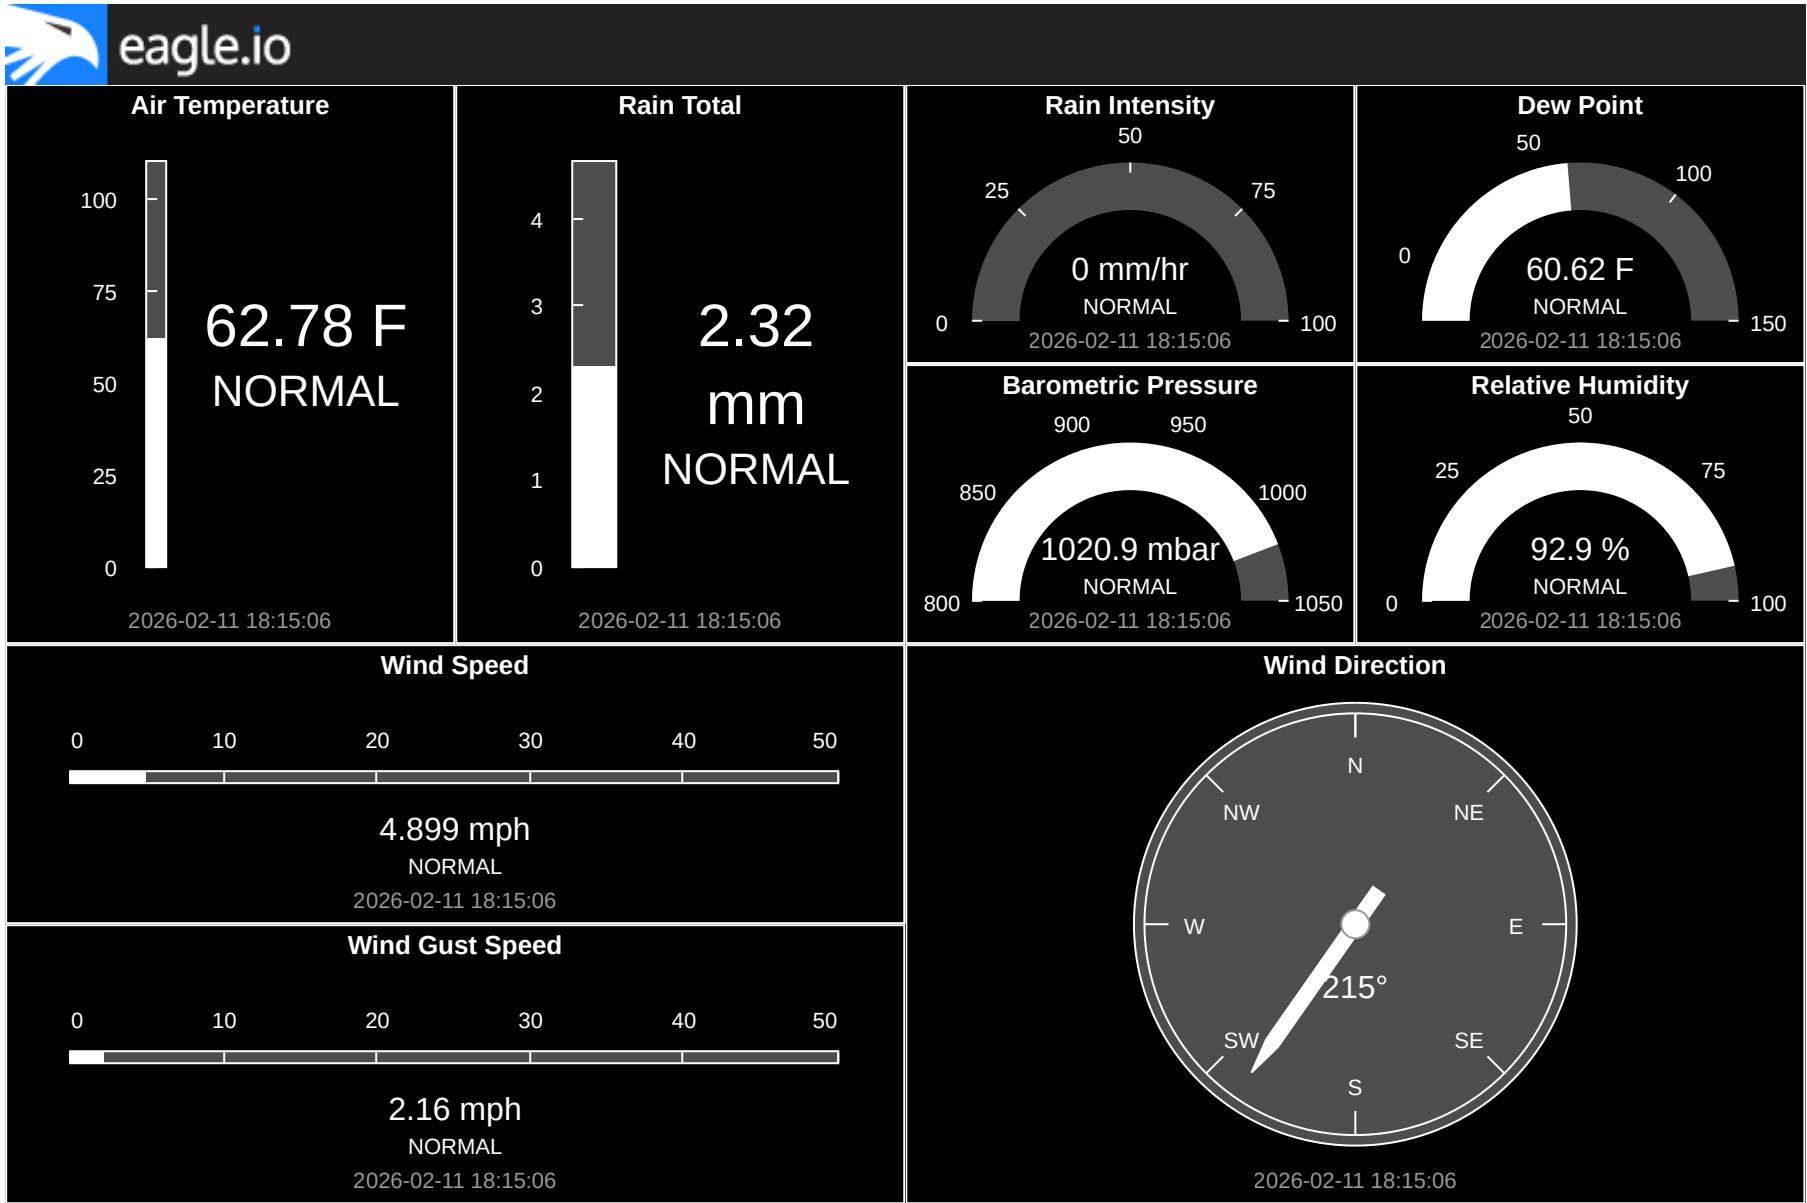 eagle.io
Air Temperature
100
75
50
25
0
62.78 F
NORMAL
2026-02-11 18:15:06
Rain Total
4
3
2
1
0
2.32
mm
NORMAL
2026-02-11 18:15:06
Rain Intensity
0
25
50
75
100
0 mm/hr
NORMAL
2026-02-11 18:15:06
Dew Point
0
50
100
150
60.62 F
NORMAL
2026-02-11 18:15:06
Barometric Pressure
800
850
900
950
1000
1050
1020.9 mbar
NORMAL
2026-02-11 18:15:06
Relative Humidity
0
25
50
75
100
92.9 %
NORMAL
2026-02-11 18:15:06
Wind Speed
0 10 20 30 40 50
4.899 mph
NORMAL
2026-02-11 18:15:06
Wind Gust Speed
0 10 20 30 40 50
2.16 mph
NORMAL
2026-02-11 18:15:06
Wind Direction
N
NW NE
W E
215°
SW SE
S
2026-02-11 18:15:06